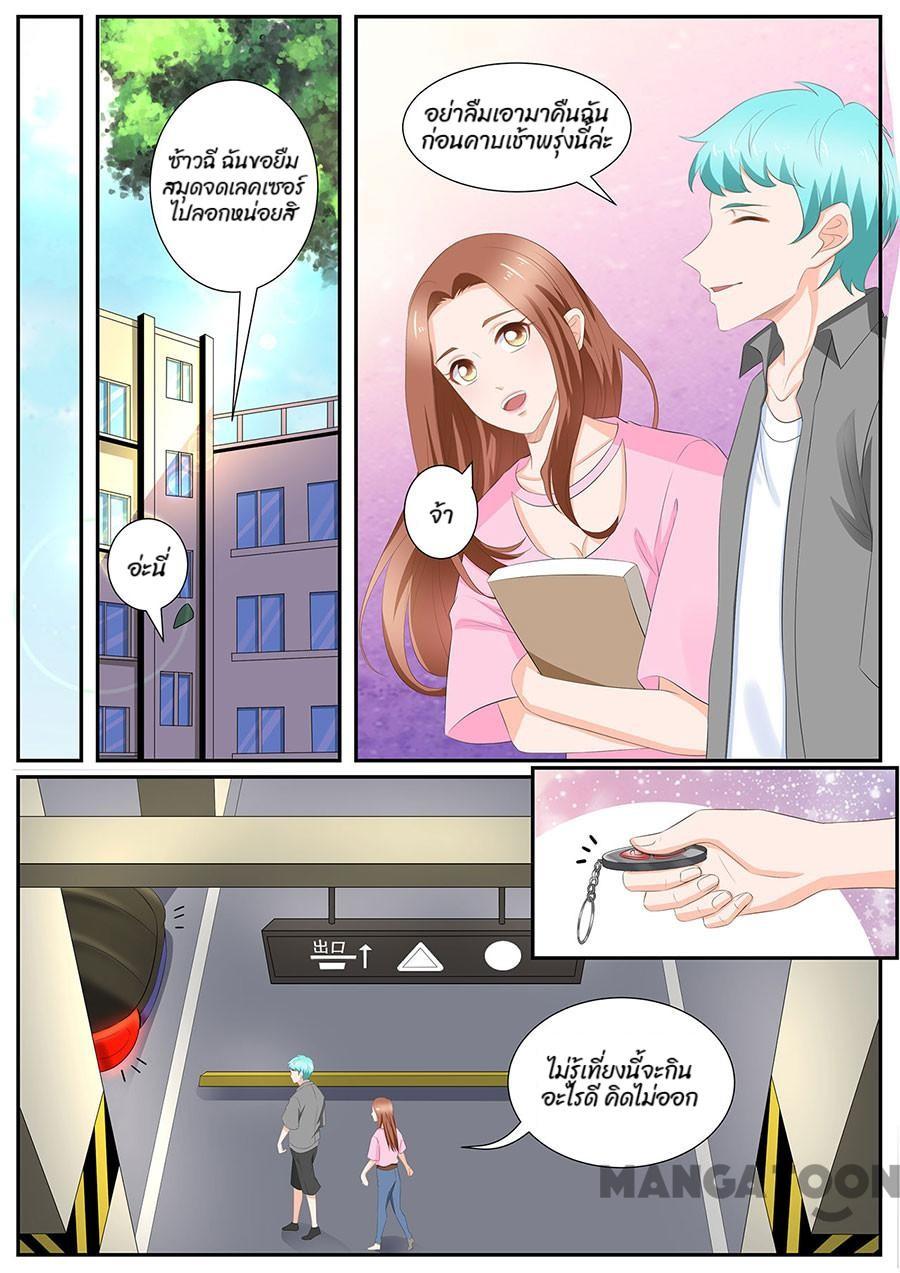 ซ้าวฉี ฉันขอยืม
สมุดจดเลคเชอร์
ไปลอกหน่อยสิ
อ่ะนี่
อย่าลืมเอามาคืนฉัน
ก่อนคาบเช้าพรุ่งนี้ล่ะ
จ้า
出口
ไม่รู้เที่ยงนี้จะกิน
อะไรดี คิดไม่ออก
MANGATOON